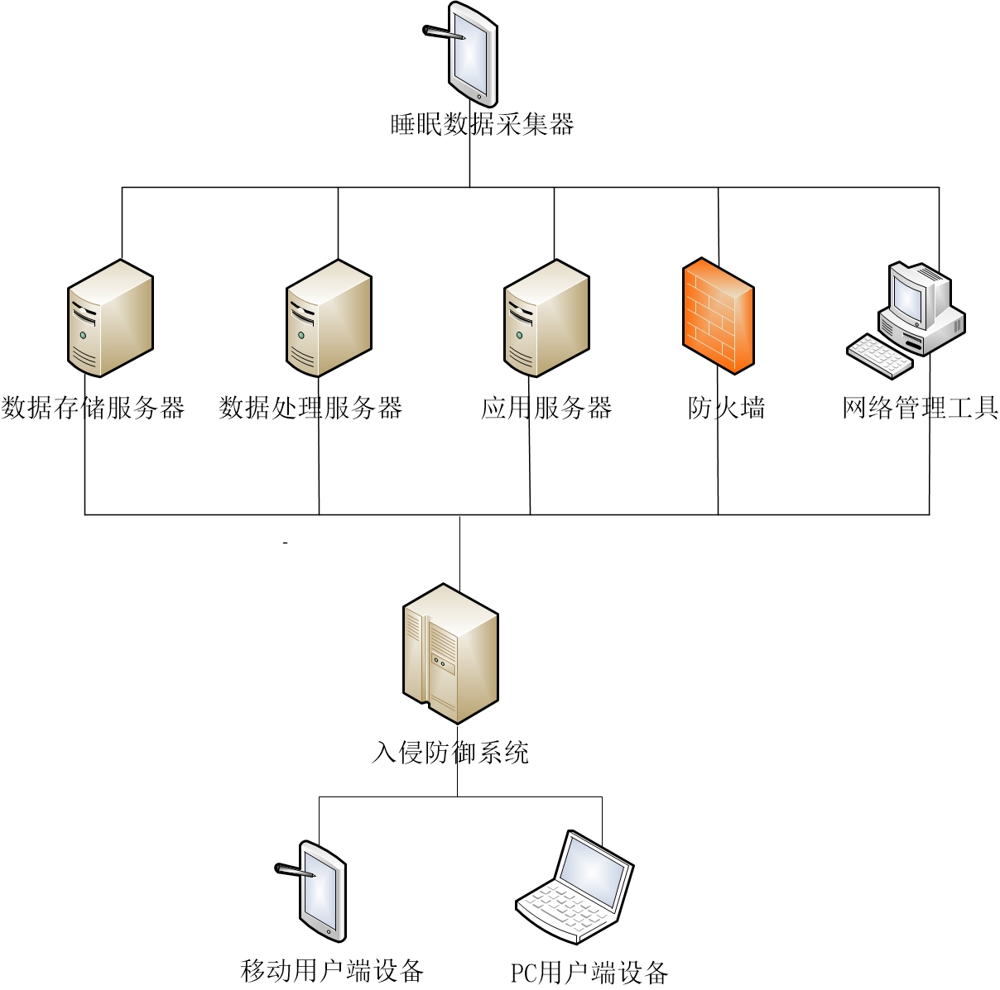 睡眠数据采集器
数据存储服务器
数据处理服务器
应用服务器
防火墙
网络管理工具
-
入侵防御系统
移动用户端设备
PC用户端设备